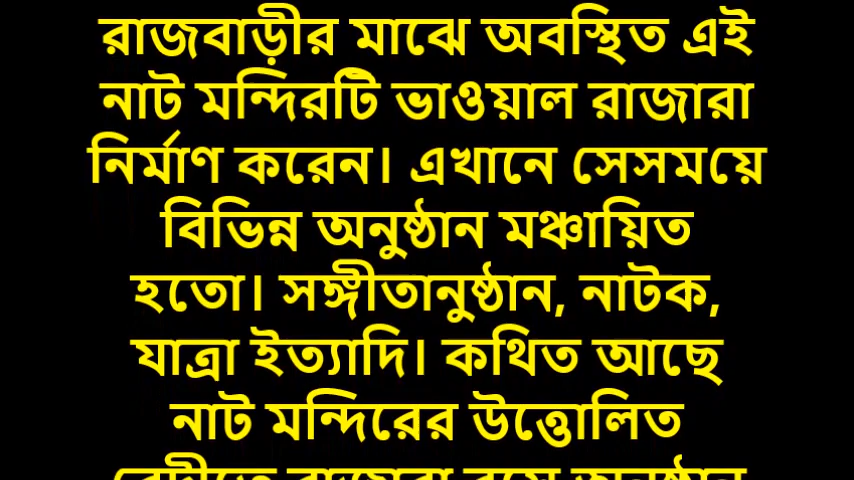 রাজবাড়ীর মাঝে অবস্থিত এই
নাট মন্দিরটি ভাওয়াল রাজারা
নির্মাণ করেন। এখানে সেসময়ে
বিভিন্ন অনুষ্ঠান মঞ্চায়িত
হতো। সঙ্গীতানুষ্ঠান, নাটক,
যাত্রা ইত্যাদি। কথিত আছে
নাট মন্দিরের উত্তোলিত